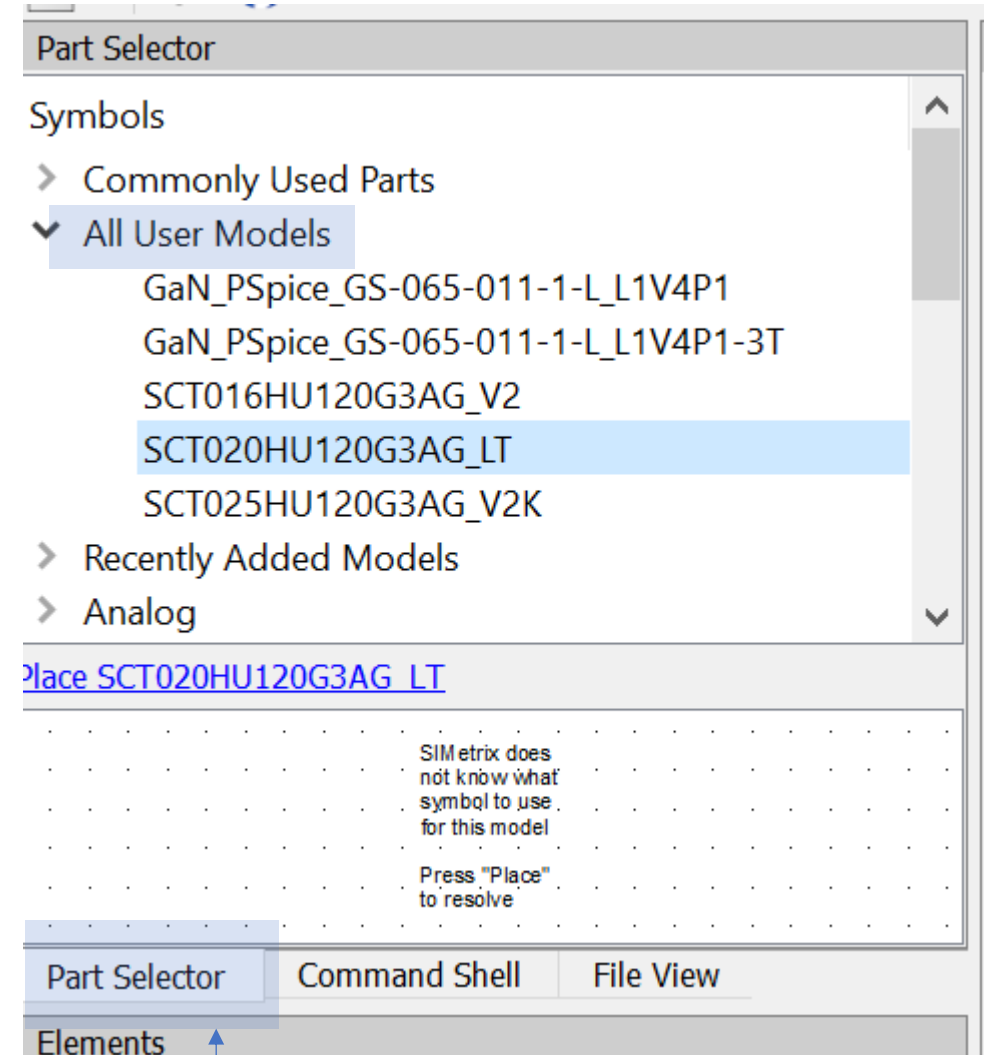 Part Selector
Symbols
Commonly Used Parts
All User Models
GaN_PSpice_GS-065-011-1-L_L1V4P1
GaN_PSpice_GS-065-011-1-L_L1V4P1-3T
SCT016HU120G3AG_V2
SCT020HU120G3AG_LT
SCT025HU120G3AG_V2K
Recently Added Models
Analog
Place SCT020HU120G3AG_LT
SIMetrix does
not know what
symbol to use
for this model
Press "Place"
to resolve
Part Selector Command Shell File View
Elements